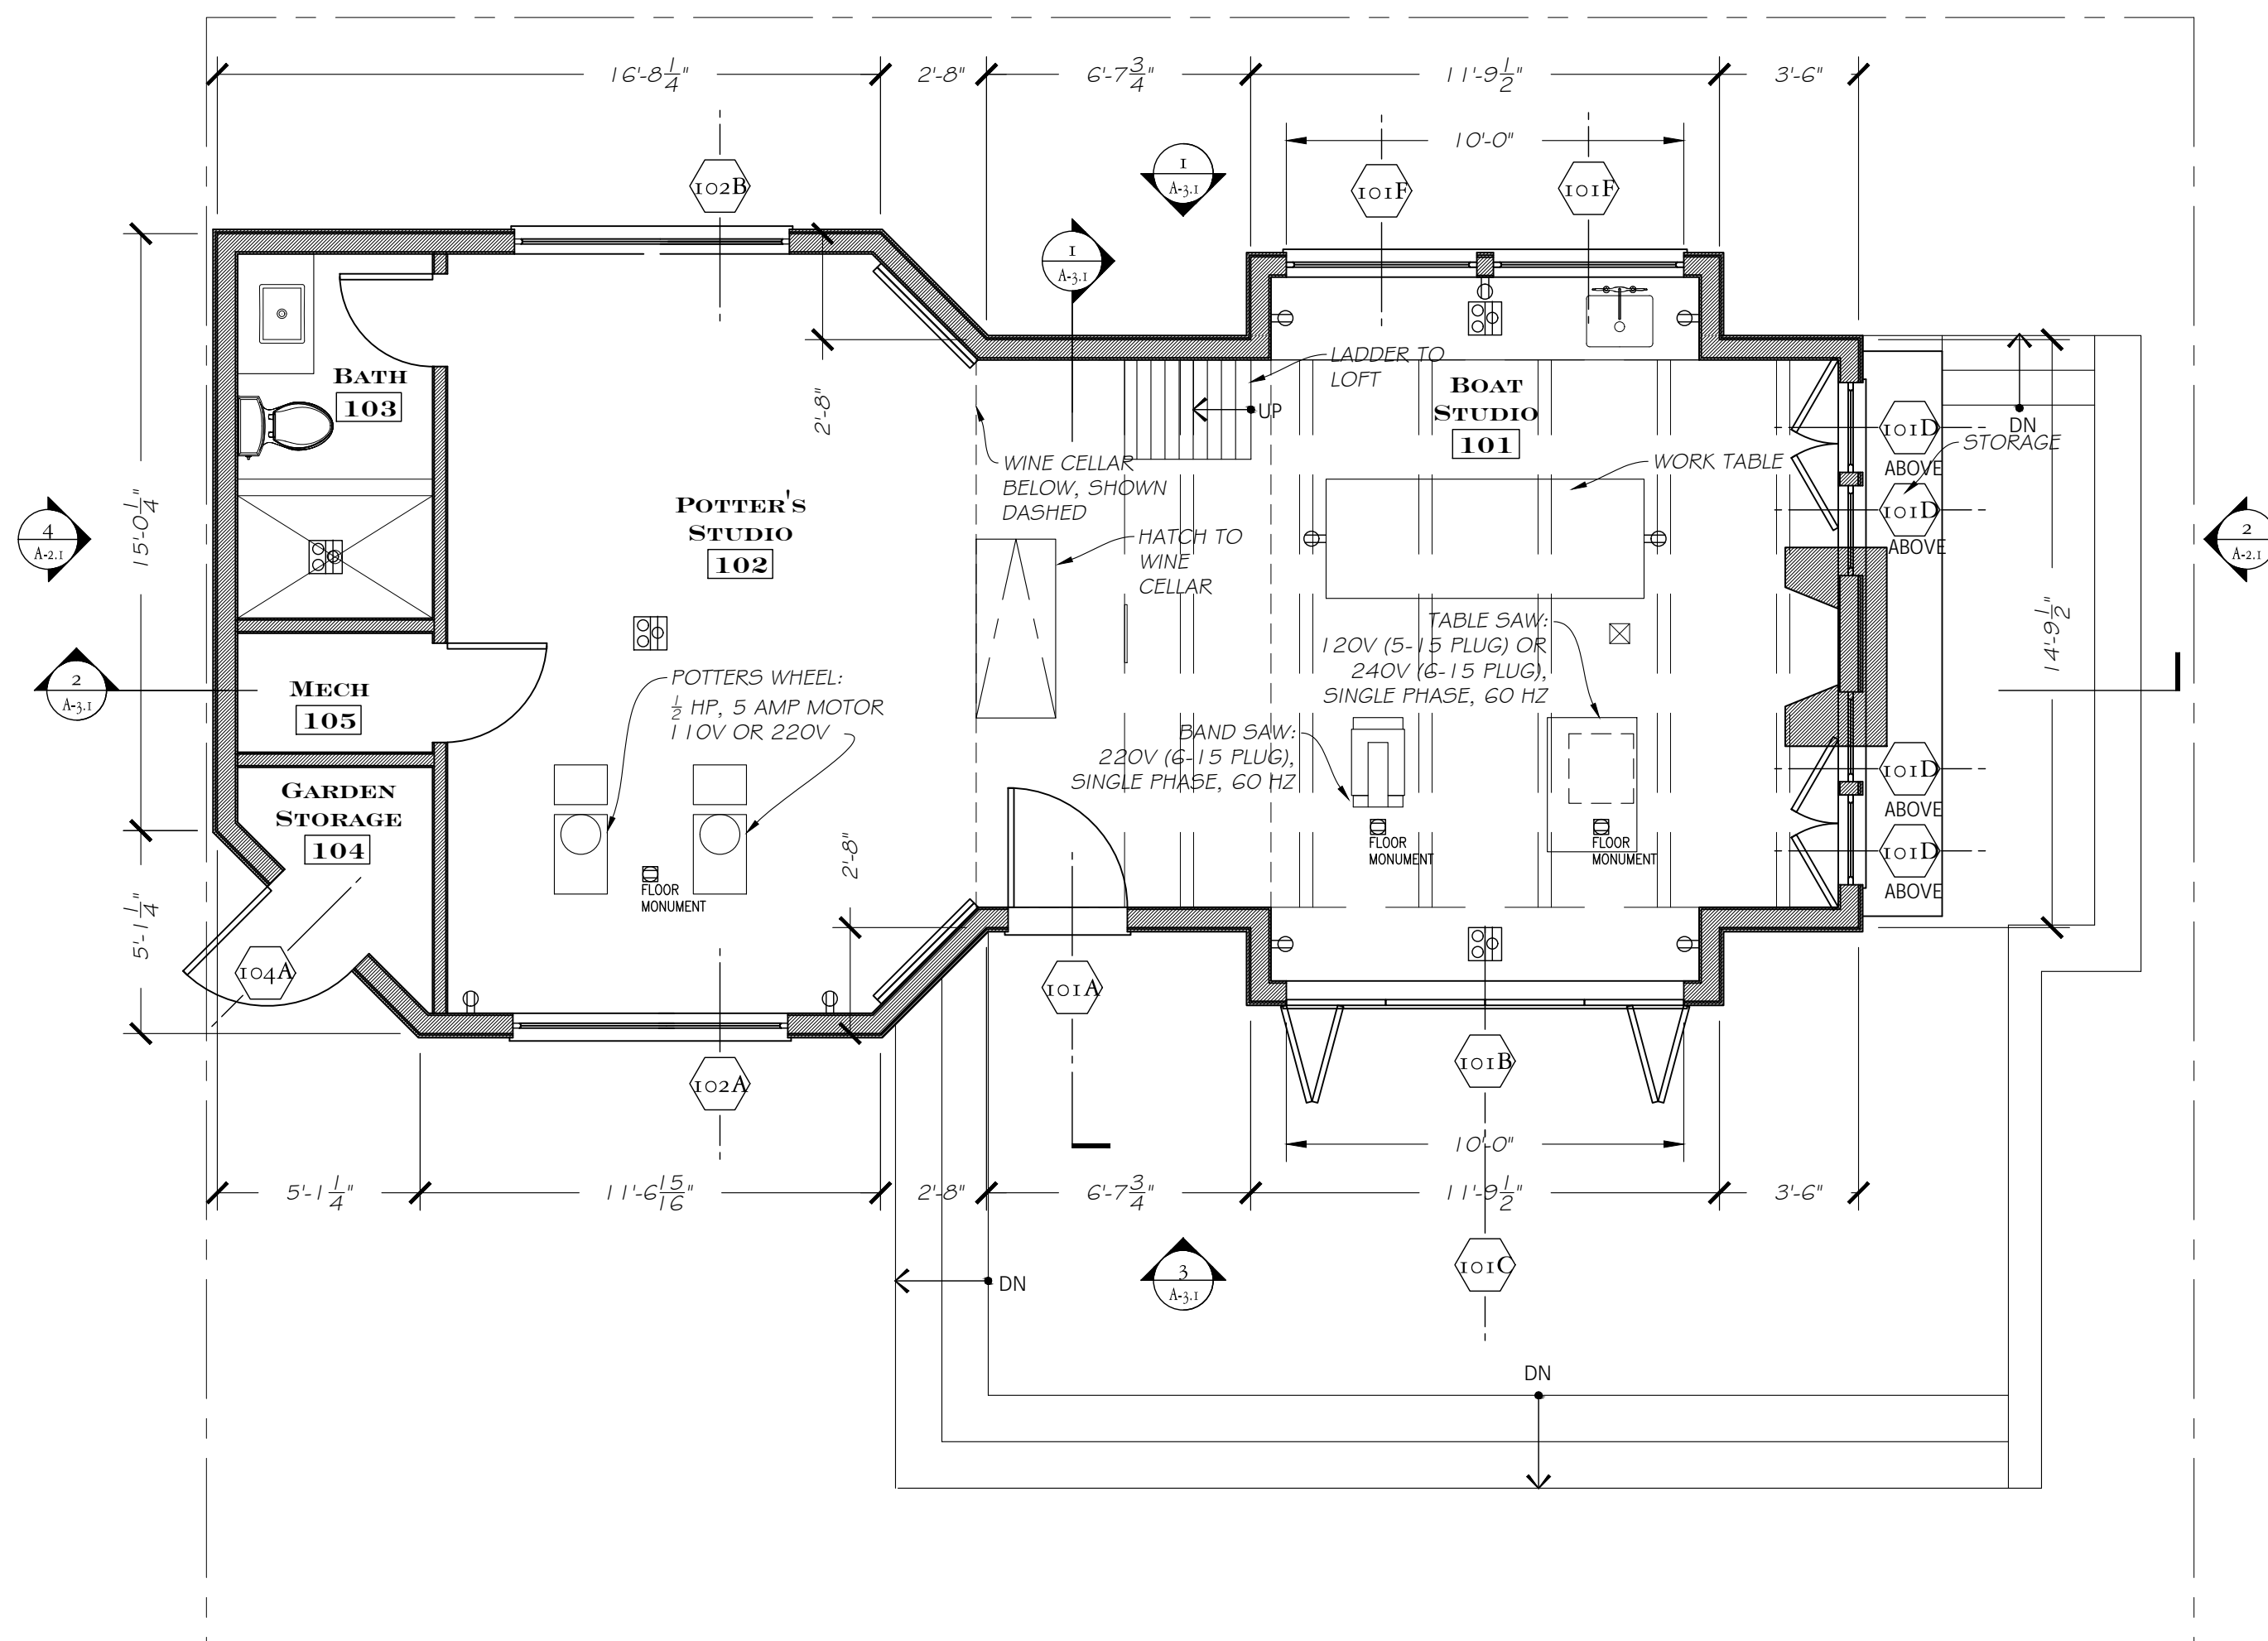 16'-8 1/4"
2'-8"
6'-7 3/4"
11'-9 1/2"
3'-6"
10'-0"
102B
1
A-3.1
101F
101F
1
A-3.1
BATH
103
2'-8"
LADDER TO
LOFT
UP
BOAT
STUDIO
101
101D
ABOVE
DN
STORAGE
101D
ABOVE
WORK TABLE
WINE CELLAR
BELOW, SHOWN
DASHED
POTTER'S
STUDIO
102
HATCH TO
WINE
CELLAR
15'-0 1/4"
4
A-2.1
2
A-2.1
14'-9 1/2"
TABLE SAW:
120V (5-15 PLUG) OR
240V (6-15 PLUG),
SINGLE PHASE, 60 HZ
2
A-3.1
MECH
105
POTTERS WHEEL:
1/2 HP, 5 AMP MOTOR
110V OR 220V
BAND SAW:
220V (6-15 PLUG),
SINGLE PHASE, 60 HZ
101D
ABOVE
101D
ABOVE
GARDEN
STORAGE
104
FLOOR
MONUMENT
FLOOR
MONUMENT
FLOOR
MONUMENT
2'-8"
5'-1 1/4"
104A
101A
101B
102A
10'-0"
5'-1 1/4"
11'-6 15/16"
2'-8"
6'-7 3/4"
11'-9 1/2"
3'-6"
DN
3
A-3.1
101C
DN